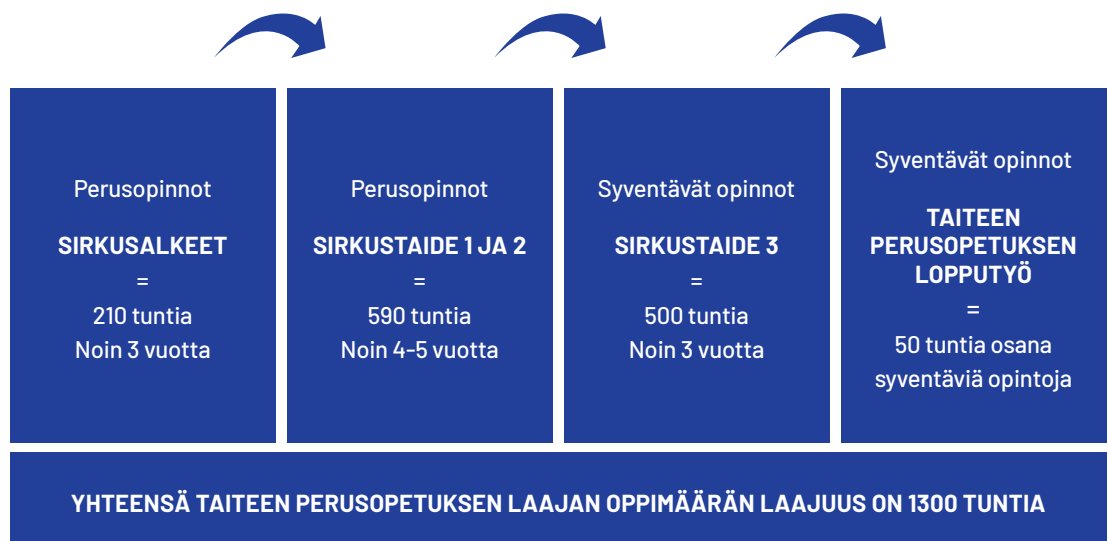 Perusopinnot
SIRKUSALKEET
=
210 tuntia
Noin 3 vuotta
Perusopinnot
SIRKUSTAIDE 1 JA 2
=
590 tuntia
Noin 4-5 vuotta
Syventävät opinnot
SIRKUSTAIDE 3
=
500 tuntia
Noin 3 vuotta
Syventävät opinnot
TAITEEN
PERUSOPETUKSEN
LOPPUTYÖ
=
50 tuntia osana
syventäviä opintoja
YHTEENSÄ TAITEEN PERUSOPETUKSEN LAAJAN OPPIMÄÄRÄN LAAJUUS ON 1300 TUNTIA